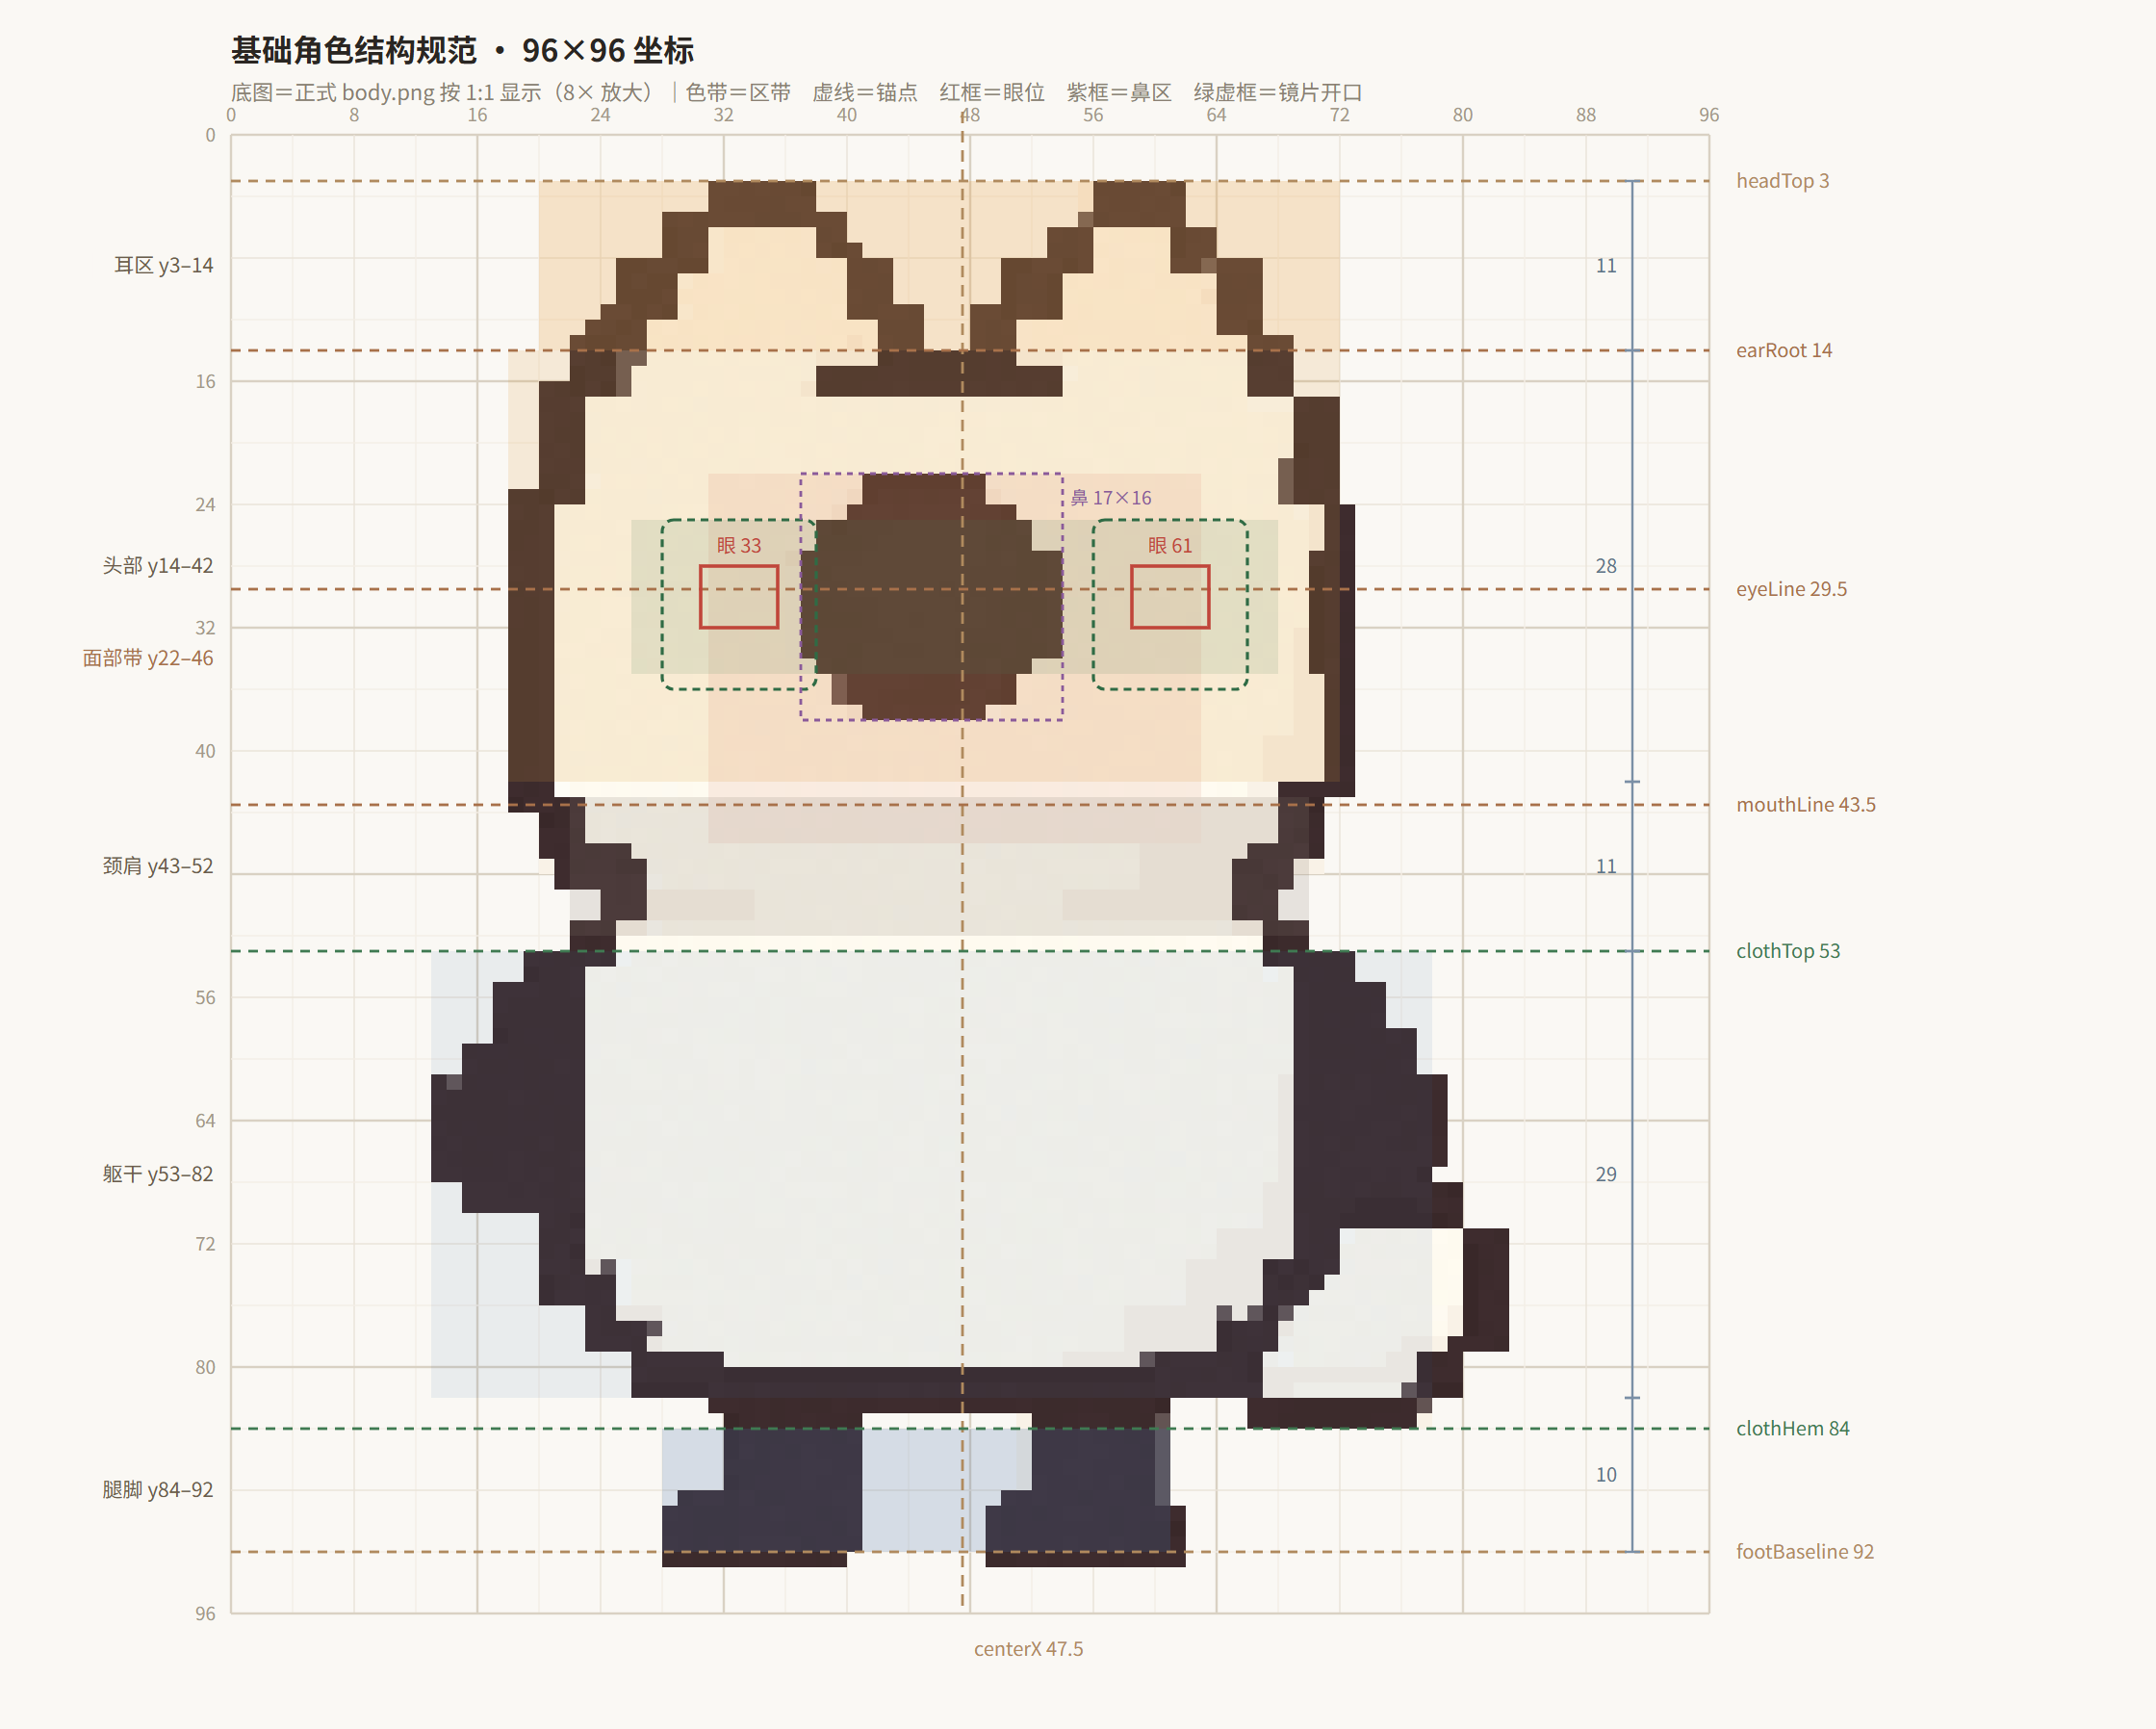 基础角色结构规范 · 96×96 坐标
底图＝正式 body.png 按 1:1 显示（8× 放大）｜色带＝区带　虚线＝锚点　红框＝眼位　紫框＝鼻区　绿虚框＝镜片开口
0 8 16 24 32 40 48 56 64 72 80 88 96
0
headTop 3
耳区 y3–14
11
earRoot 14
16
鼻 17×16
24
眼 33
眼 61
头部 y14–42
28
eyeLine 29.5
32
面部带 y22–46
40
mouthLine 43.5
颈肩 y43–52
11
clothTop 53
56
64
躯干 y53–82
29
72
80
clothHem 84
腿脚 y84–92
10
footBaseline 92
96
centerX 47.5